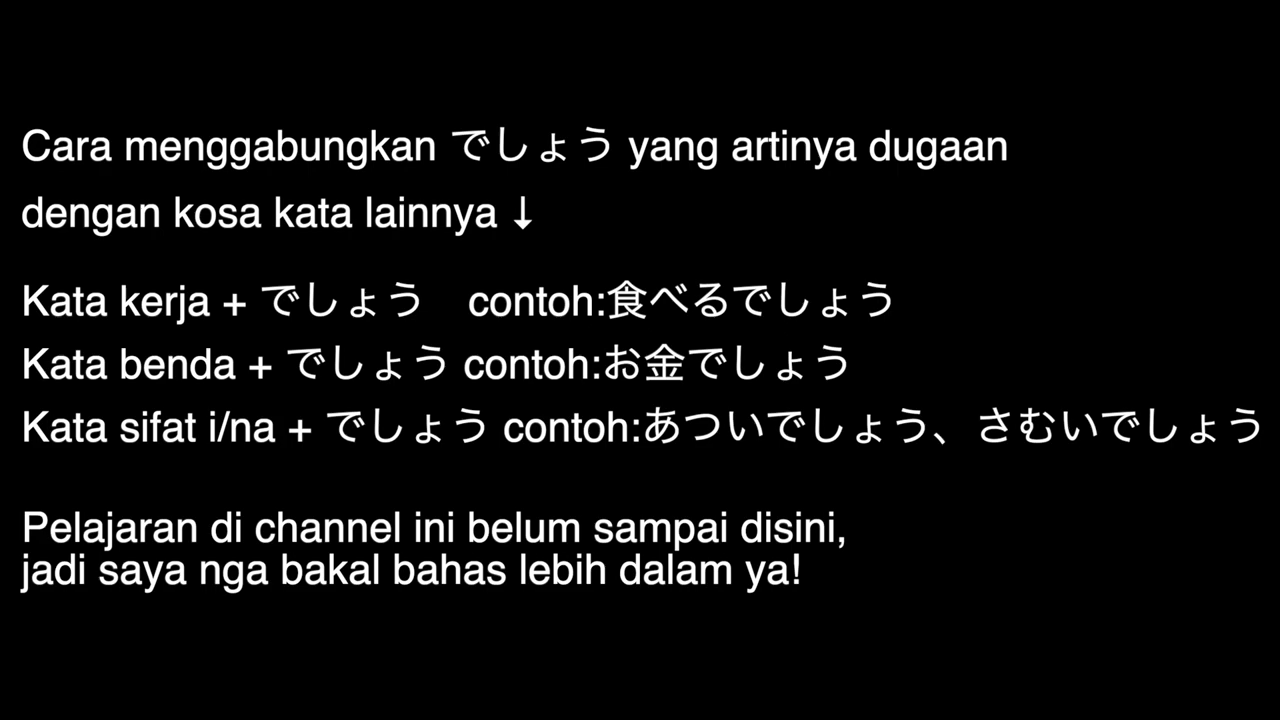 Cara menggabungkan でしょう yang artinya dugaan
dengan kosa kata lainnya ↓
Kata kerja + でしょう　contoh:食べるでしょう
Kata benda + でしょう contoh:お金でしょう
Kata sifat i/na + でしょう contoh:あついでしょう、さむいでしょう
Pelajaran di channel ini belum sampai disini,
jadi saya nga bakal bahas lebih dalam ya!